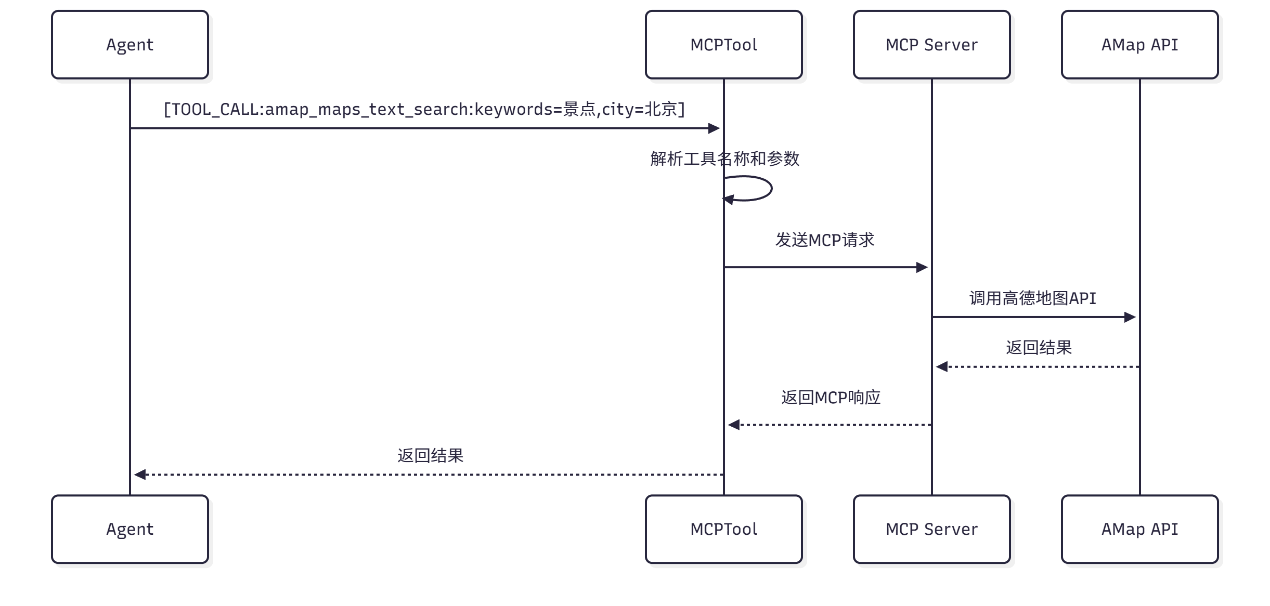 Agent
MCPTool
MCP Server
AMap API
[TOOL_CALL:amap_maps_text_search:keywords=景点,city=北京]
解析工具名称和参数
发送MCP请求
调用高德地图API
返回结果
返回MCP响应
返回结果
Agent
MCPTool
MCP Server
AMap API